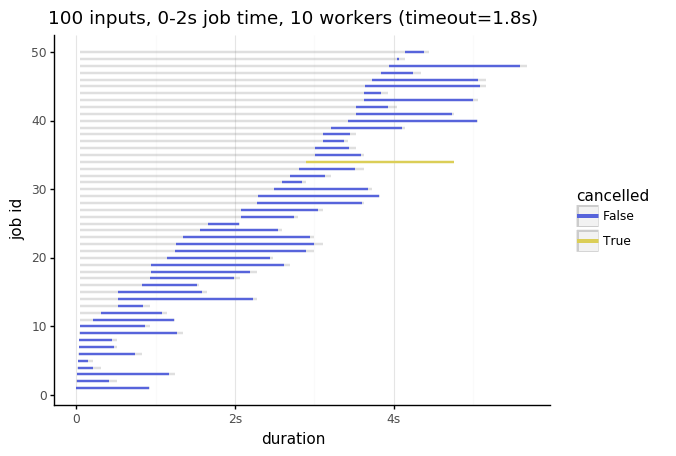 100 inputs, 0-2s job time, 10 workers (timeout=1.8s)
50
40
30
20
10
0
job id
0
2s
4s
duration
cancelled
False
True